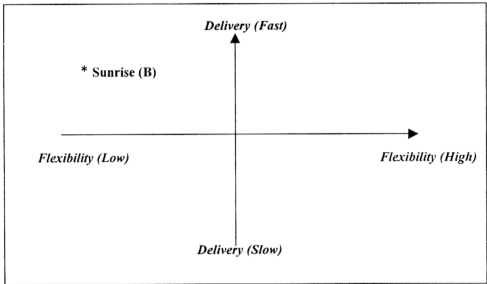 Delivery (Fast)
* Sunrise (B)
Flexibility (Low)
Flexibility (High)
Delivery (Slow)